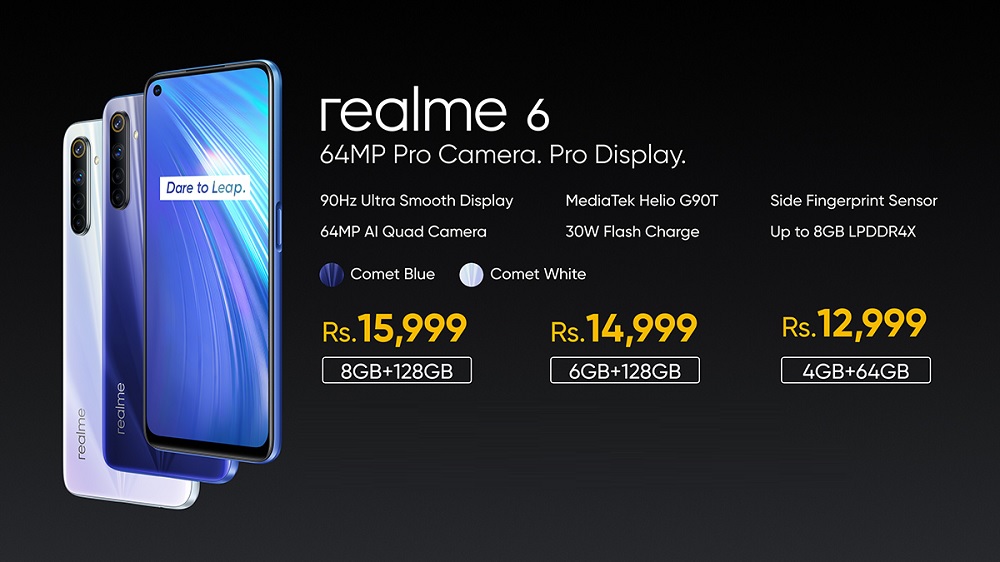 realme 6
64MP Pro Camera. Pro Display.
90Hz Ultra Smooth Display
MediaTek Helio G90T
Side Fingerprint Sensor
64MP AI Quad Camera
30W Flash Charge
Up to 8GB LPDDR4X
Comet Blue
Comet White
Rs.15,999
Rs.14,999
Rs.12,999
8GB+128GB
6GB+128GB
4GB+64GB
Dare to Leap.
realme
realme